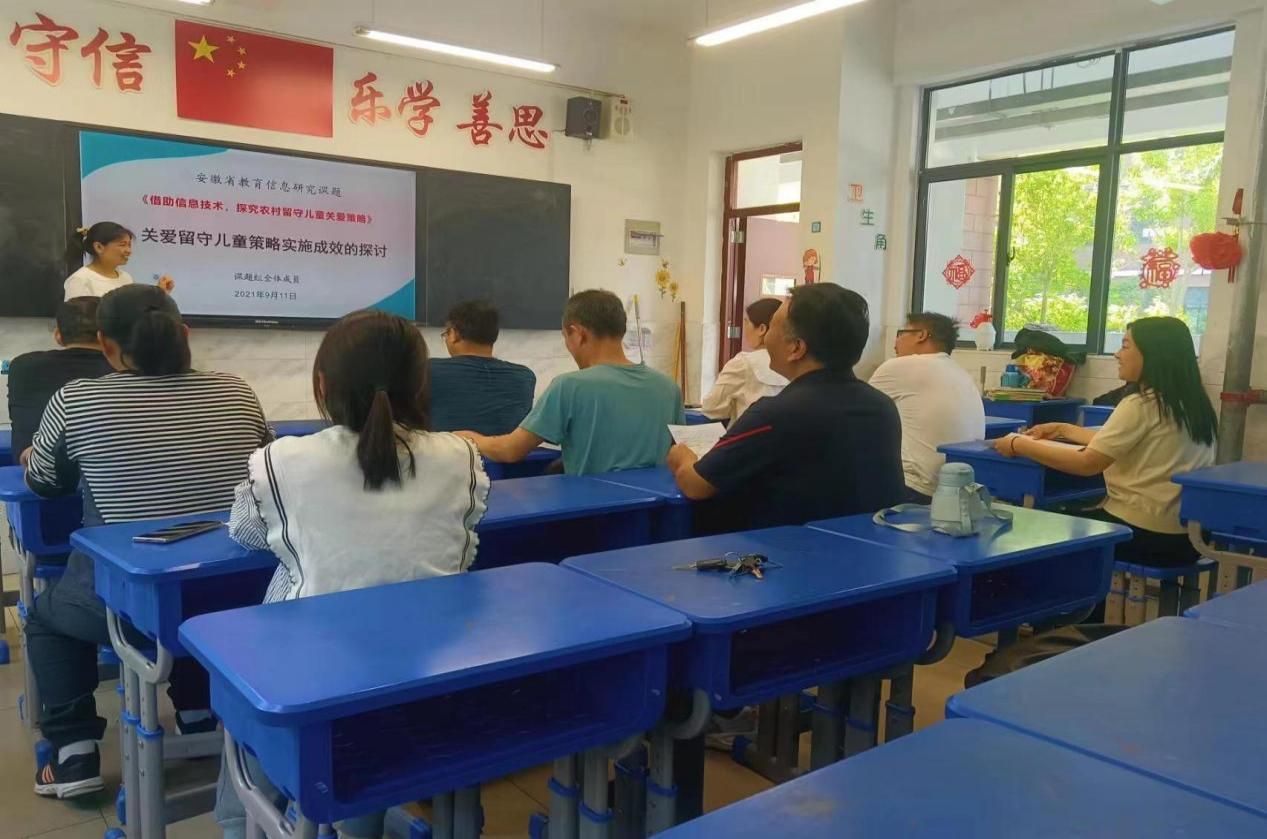 守信
乐学 善思
安徽省教育信息研究课题
《借助信息技术，探究农村留守儿童关爱策略》
关爱留守儿童策略实施成效的探讨
课题组全体成员
2021年9月11日
卫
生
角